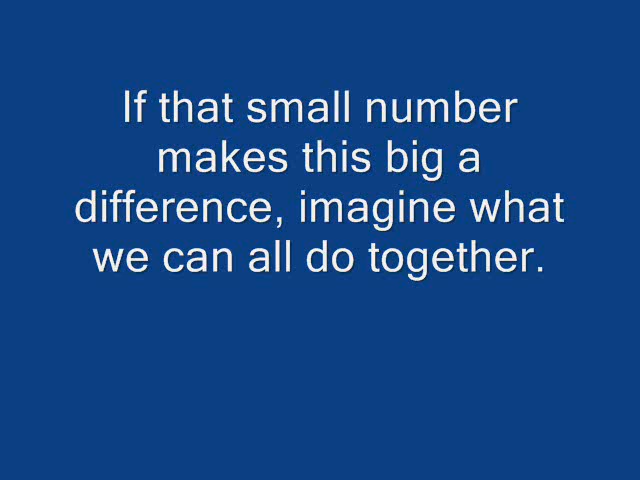 If that small number
makes this big a
difference, imagine what
we can all do together.